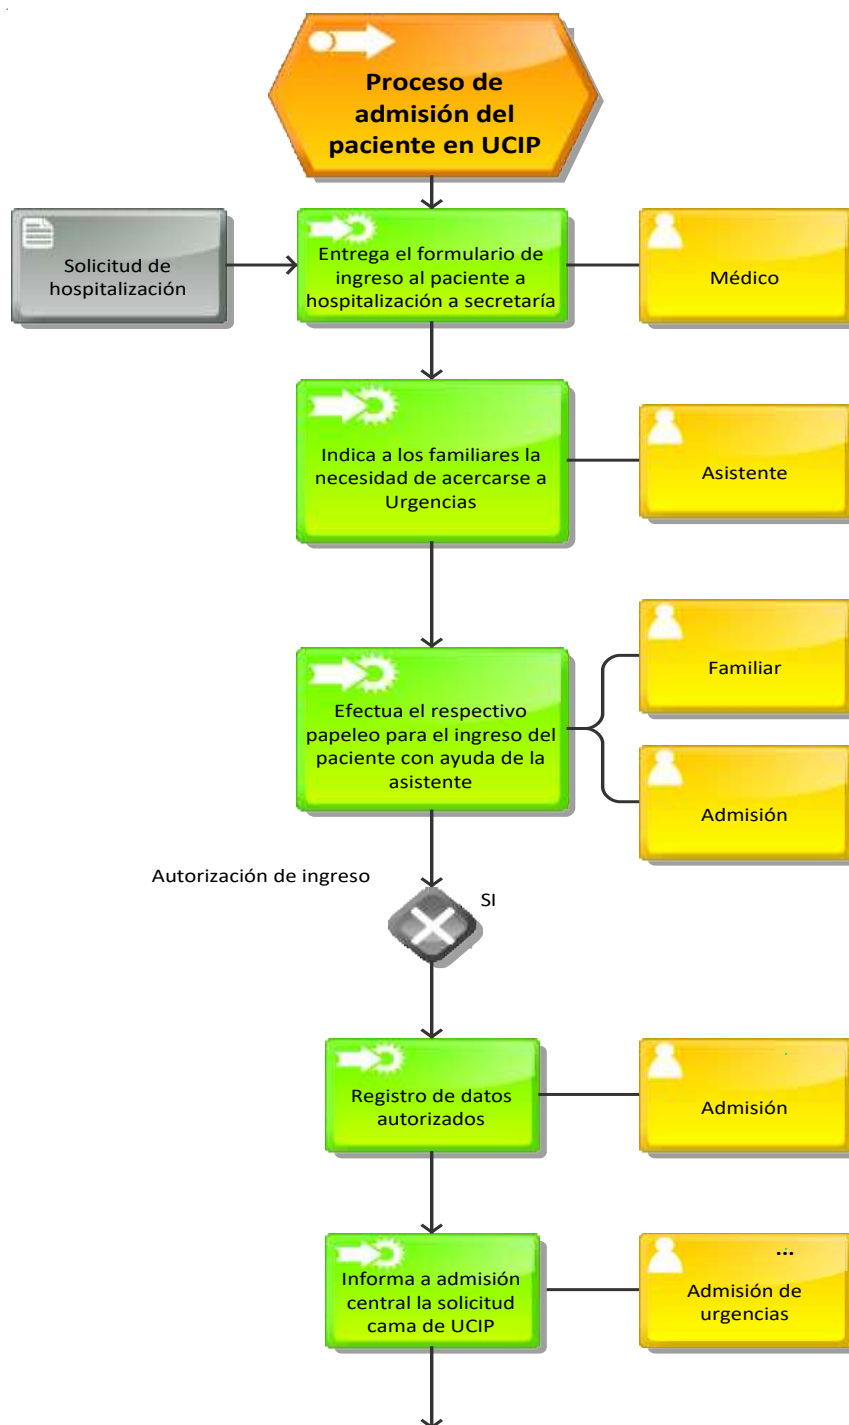 Proceso de
admisión del
paciente en UCIP
Solicitud de
hospitalización
Entrega el formulario de
ingreso al paciente a
hospitalización a secretaría
Médico
Indica a los familiares la
necesidad de acercarse a
Urgencias
Asistente
Efectua el respectivo
papeleo para el ingreso del
paciente con ayuda de la
asistente
Familiar
Admisión
Autorización de ingreso
SI
Registro de datos
autorizados
Admisión
Informa a admisión
central la solicitud
cama de UCIP
...
Admisión de
urgencias